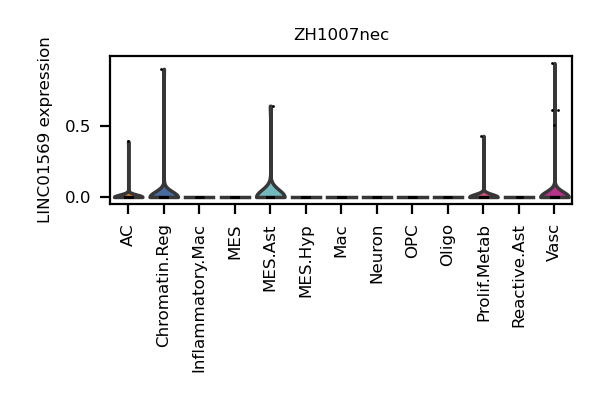 ZH1007nec
LINC01569 expression
0.5
0.0
AC
Chromatin.Reg
Inflammatory.Mac
MES
MES.Ast
MES.Hyp
Mac
Neuron
OPC
Oligo
Prolif.Metab
Reactive.Ast
Vasc